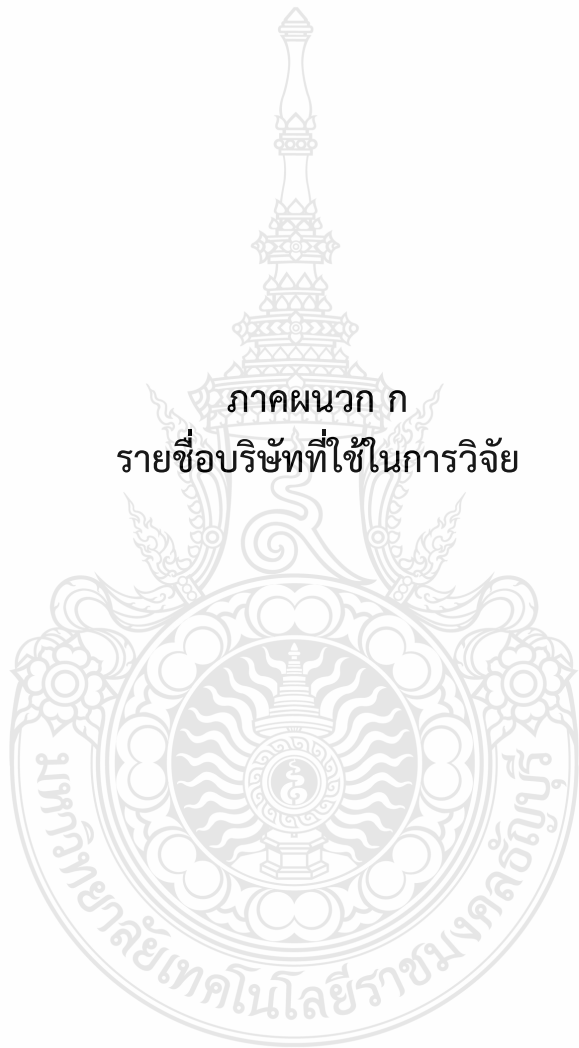 ภาคผนวก ก
รายชื่อบริษัทที่ใช้ในการวิจัย
มหาวิทยาลัยเทคโนโลยีราชมงคลธัญบุรี